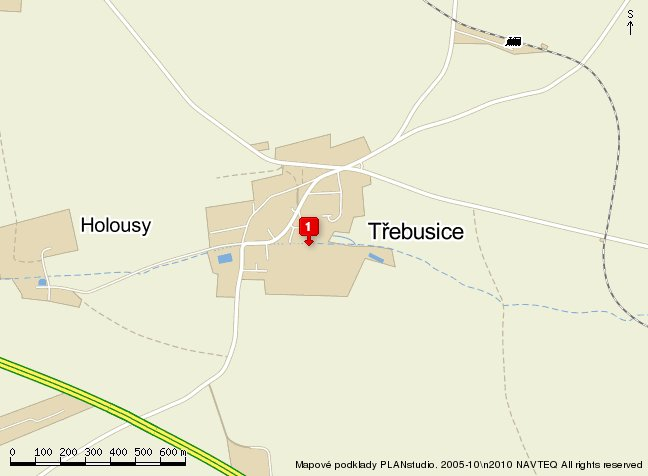 S
Holousy
1
Třebusice
0 100 200 300 400 500 600 m
Mapové podklady PLANstudio. 2005-10\n2010 NAVTEQ All rights reserved